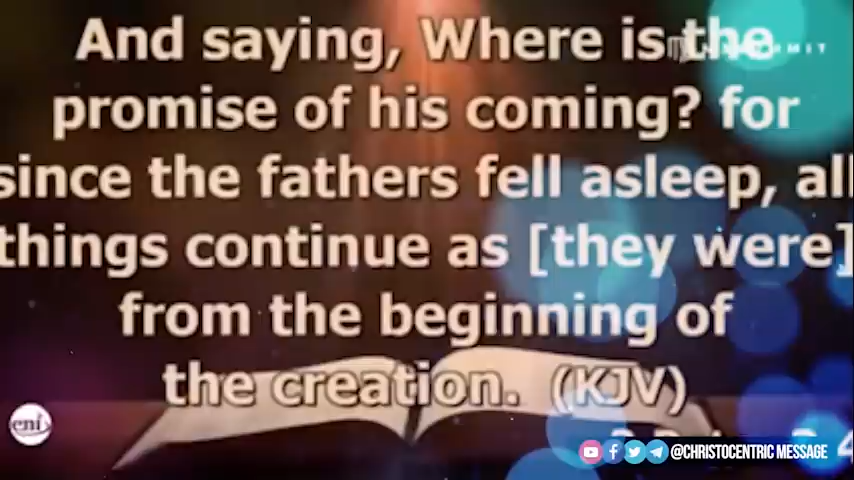 And saying, Where is the
promise of his coming? for
since the fathers fell asleep, all
things continue as [they were]
from the beginning of
the creation. (KJV)
eni
@CHRISTOCENTRIC MESSAGE